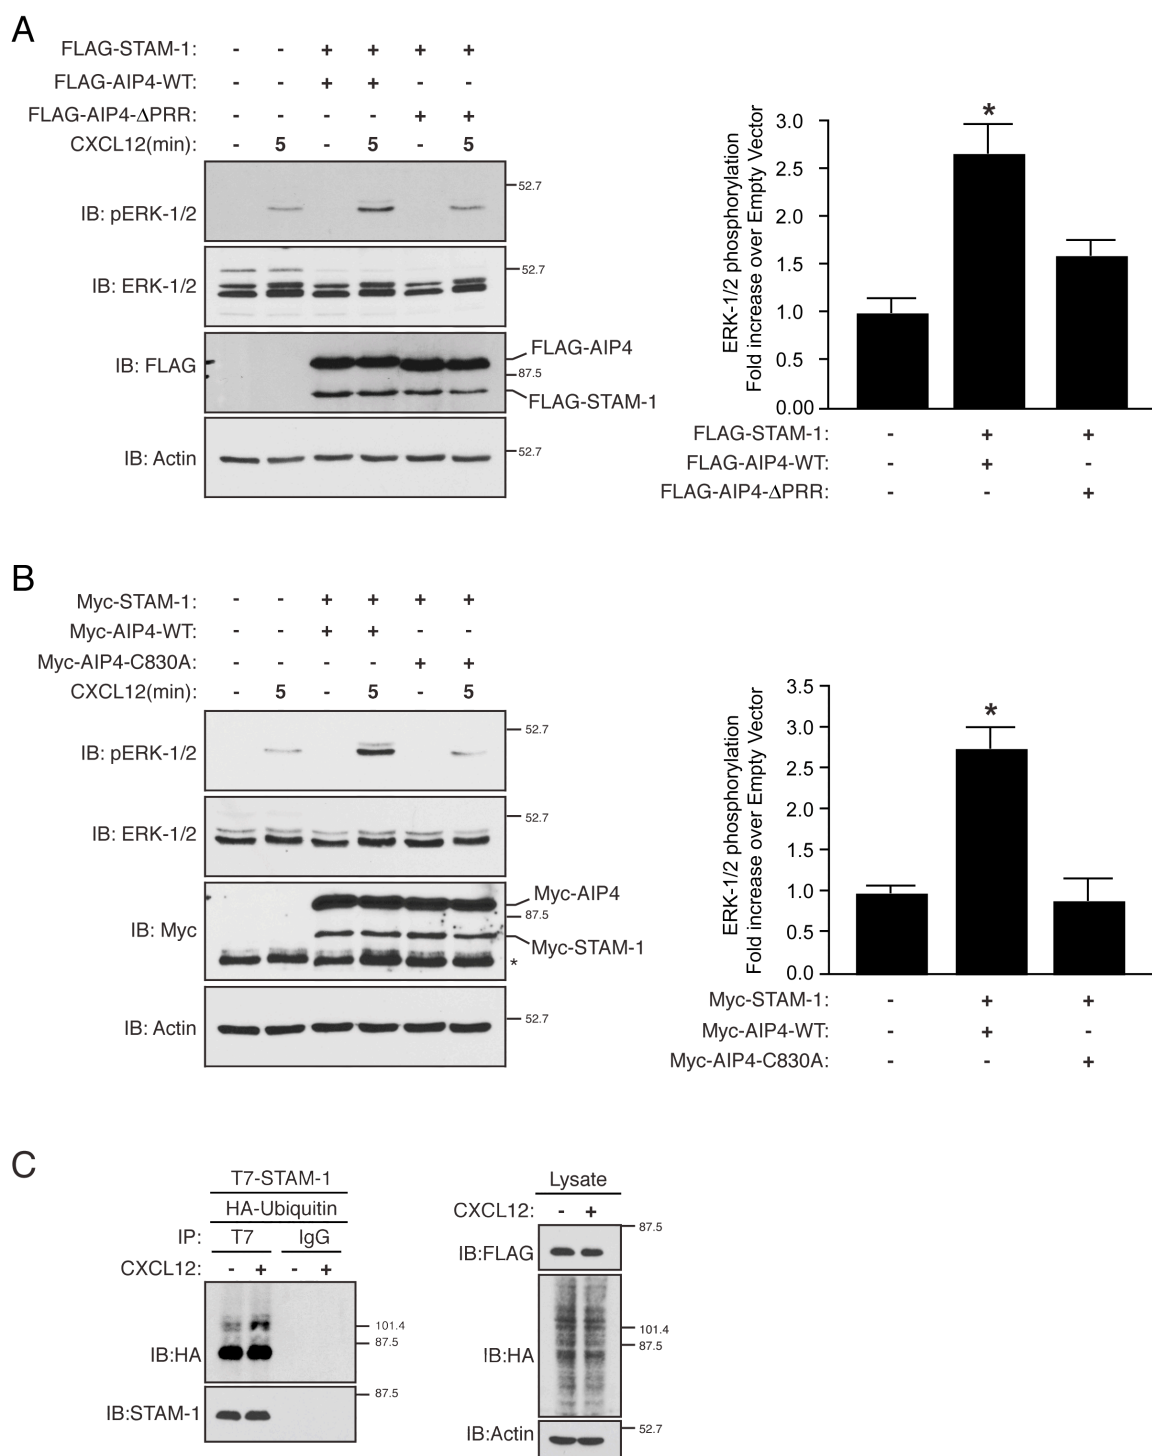 A
FLAG-STAM-1: - - + + + +
FLAG-AIP4-WT: - - + + - -
FLAG-AIP4-ΔPRR: - - - - + +
CXCL12(min): - 5 - 5 - 5
IB: pERK-1/2
52.7
IB: ERK-1/2
52.7
IB: FLAG
FLAG-AIP4
87.5
FLAG-STAM-1
IB: Actin
52.7
ERK-1/2 phosphorylation
Fold increase over Empty Vector
3.0
2.5
2.0
1.5
1.0
0.5
0.00
*
FLAG-STAM-1: - + +
FLAG-AIP4-WT: - + -
FLAG-AIP4-ΔPRR: - - +
B
Myc-STAM-1: - - + + + +
Myc-AIP4-WT: - - + + - -
Myc-AIP4-C830A: - - - - + +
CXCL12(min): - 5 - 5 - 5
IB: pERK-1/2
52.7
IB: ERK-1/2
52.7
IB: Myc
Myc-AIP4
87.5
Myc-STAM-1
*
IB: Actin
52.7
ERK-1/2 phosphorylation
Fold increase over Empty Vector
3.5
3.0
2.5
2.0
1.5
1.0
0.5
0.0
*
Myc-STAM-1: - + +
Myc-AIP4-WT: - + -
Myc-AIP4-C830A: - - +
C
T7-STAM-1
HA-Ubiquitin
IP: T7 IgG
CXCL12: - + - +
IB:HA
101.4
87.5
IB:STAM-1
87.5
Lysate
CXCL12: - +
IB:FLAG
87.5
IB:HA
101.4
87.5
IB:Actin
52.7